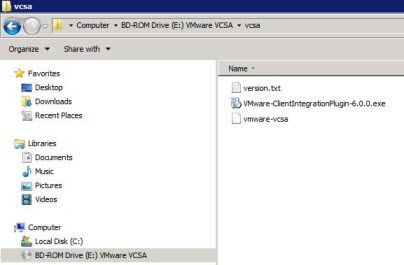 vcsa
Computer BD-ROM Drive (E:) VMware VCSA vcsa
Organize Share with
Favorites
Desktop
Downloads
Recent Places
Libraries
Documents
Music
Pictures
Videos
Computer
Local Disk (C:)
BD-ROM Drive (E:) VMware VCSA
Name
version.txt
VMware-ClientIntegrationPlugin-6.0.0.exe
vmware-vcsa